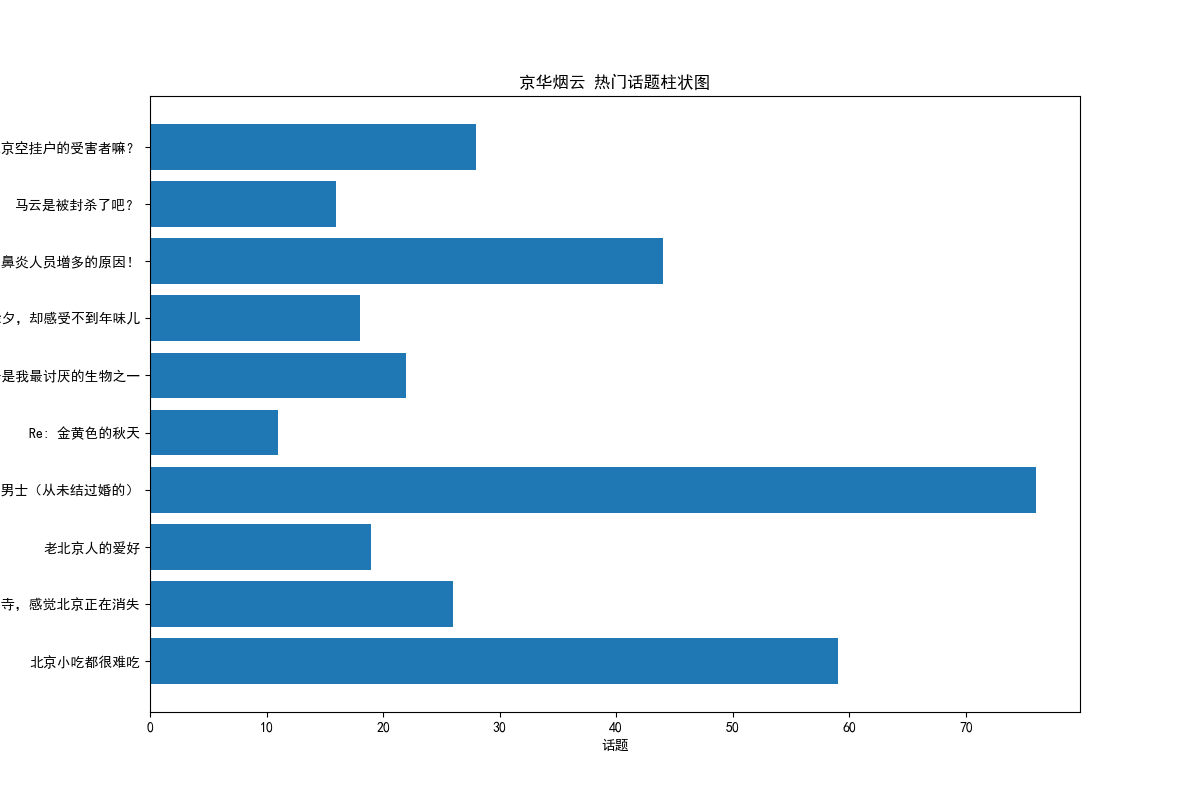 京华烟云 热门话题柱状图
京空挂户的受害者嘛？
马云是被封杀了吧？
鼻炎人员增多的原因！
夕，却感受不到年味儿
是我最讨厌的生物之一
Re: 金黄色的秋天
男士（从未结过婚的）
老北京人的爱好
寺，感觉北京正在消失
北京小吃都很难吃
0 10 20 30 40 50 60 70
话题